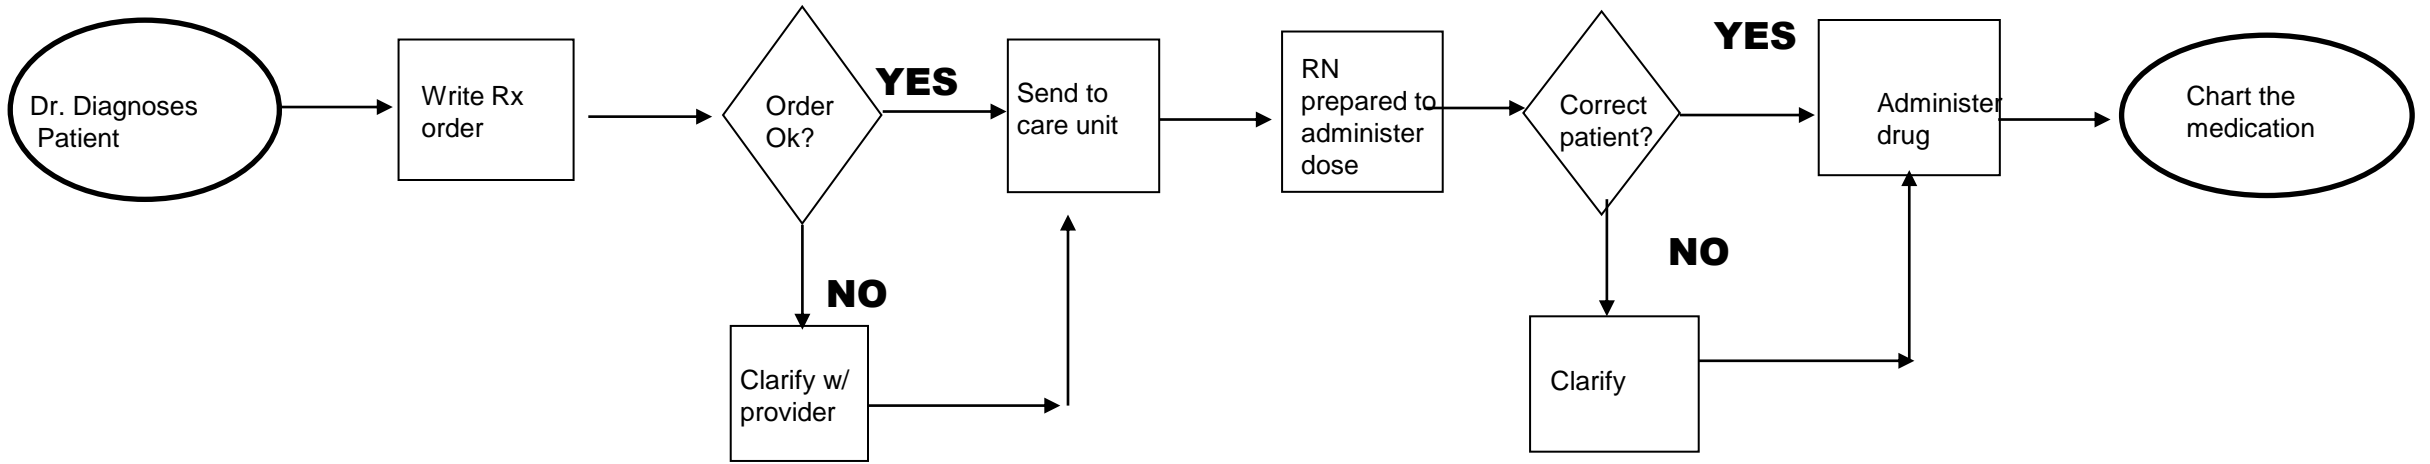 Dr. Diagnoses
Patient
Write Rx
order
Order
Ok?
YES
NO
Clarify w/
provider
Send to
care unit
RN
prepared to
administer
dose
Correct
patient?
YES
NO
Clarify
Administer
drug
Chart the
medication